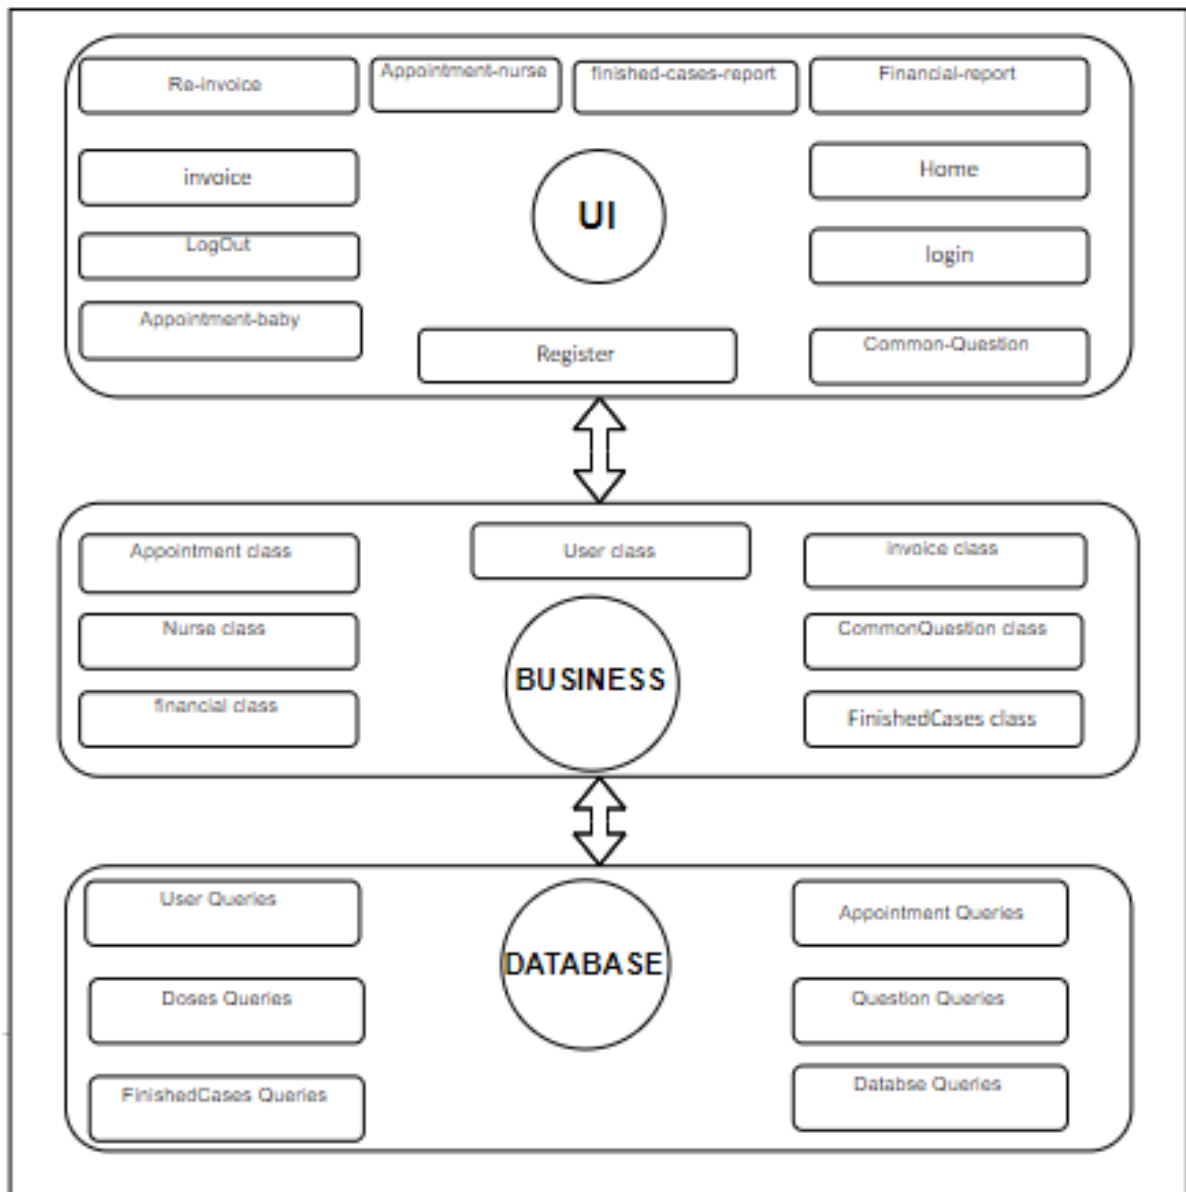 Re-invoice
Appointment-nurse
finished-cases-report
Financial-report
invoice
Home
UI
LogOut
login
Appointment-baby
Register
Common-Question
Appointment class
User class
invoice class
Nurse class
CommonQuestion class
BUSINESS
financial class
FinishedCases class
User Queries
Appointment Queries
DATABASE
Doses Queries
Question Queries
FinishedCases Queries
Databse Queries